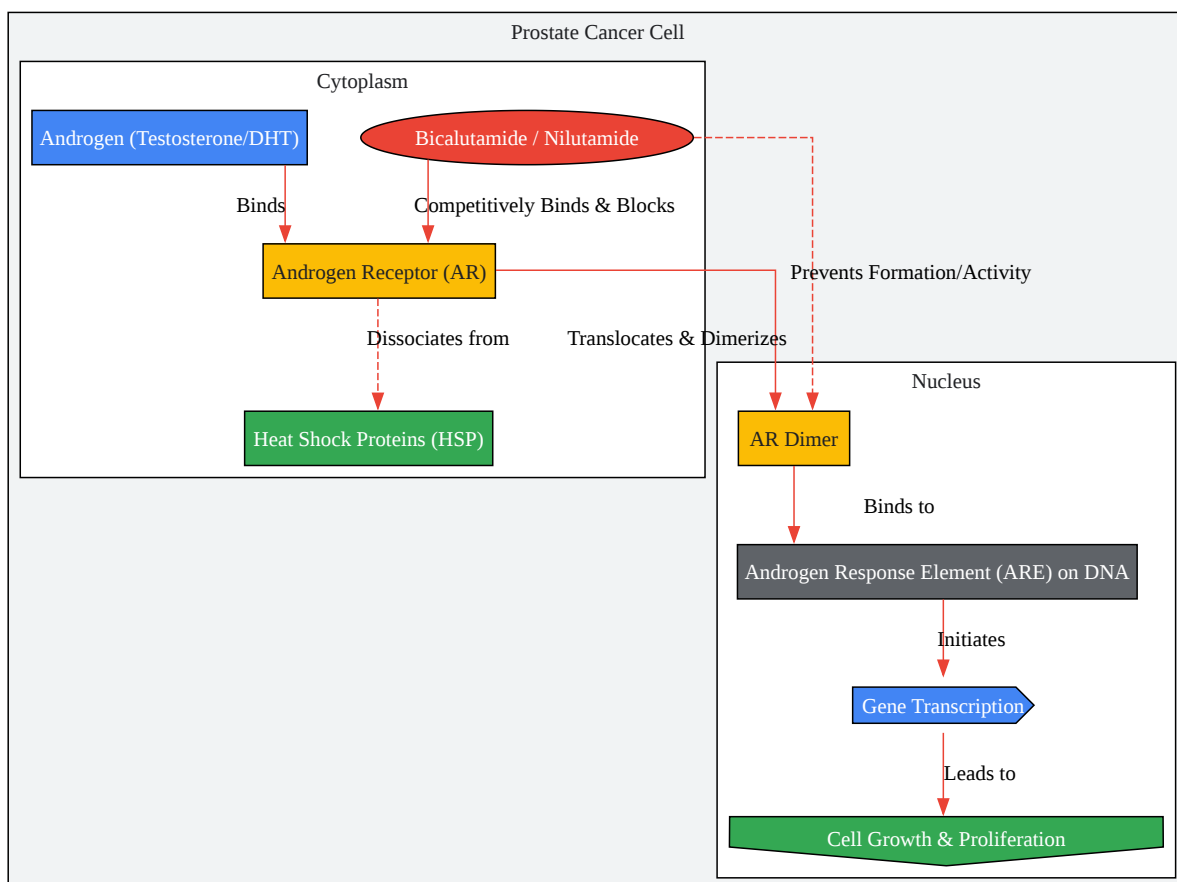 Prostate Cancer Cell
Cytoplasm
Androgen (Testosterone/DHT)
Bicalutamide / Nilutamide
Binds
Competitively Binds & Blocks
Androgen Receptor (AR)
Prevents Formation/Activity
Dissociates from
Translocates & Dimerizes
Nucleus
Heat Shock Proteins (HSP)
AR Dimer
Binds to
Androgen Response Element (ARE) on DNA
Initiates
Gene Transcription
Leads to
Cell Growth & Proliferation